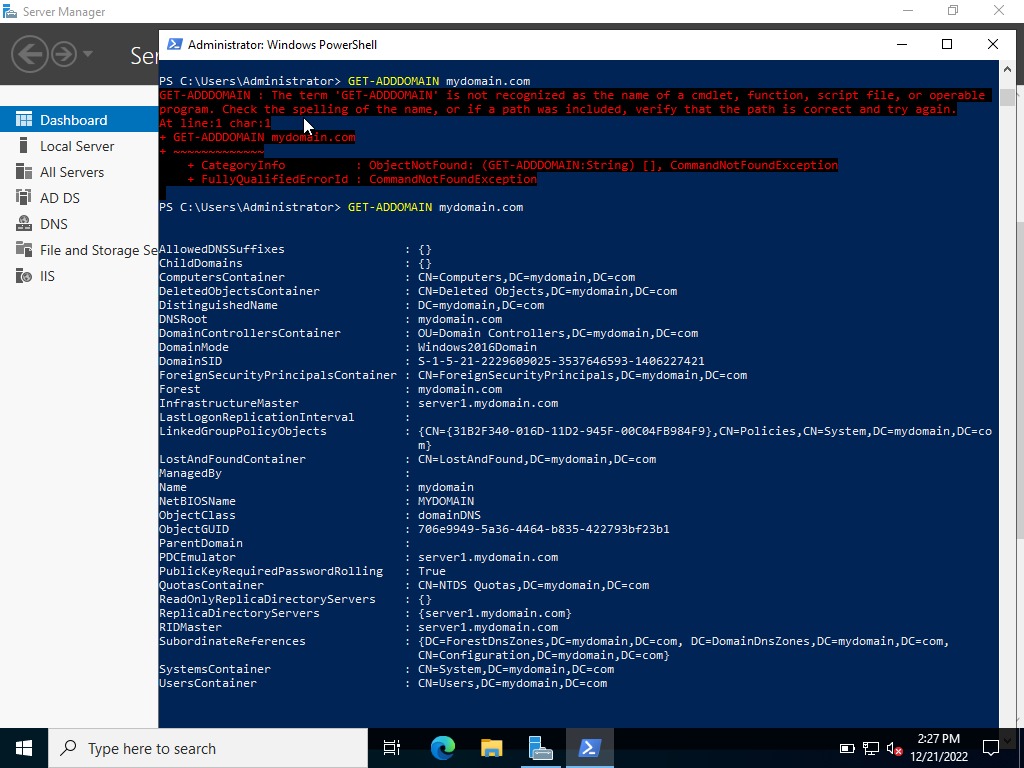 Server Manager
Ser
Administrator: Windows PowerShell
Dashboard
Local Server
All Servers
AD DS
DNS
File and Storage Se
IIS
PS C:\Users\Administrator> GET-ADDDOMAIN mydomain.com
GET-ADDDOMAIN : The term 'GET-ADDDOMAIN' is not recognized as the name of a cmdlet, function, script file, or operable
program. Check the spelling of the name, or if a path was included, verify that the path is correct and try again.
At line:1 char:1
+ GET-ADDDOMAIN mydomain.com
+ ~~~~~~~~~~~~~
+ CategoryInfo : ObjectNotFound: (GET-ADDDOMAIN:String) [], CommandNotFoundException
+ FullyQualifiedErrorId : CommandNotFoundException
PS C:\Users\Administrator> GET-ADDOMAIN mydomain.com
AllowedDNSSuffixes : {}
ChildDomains : {}
ComputersContainer : CN=Computers,DC=mydomain,DC=com
DeletedObjectsContainer : CN=Deleted Objects,DC=mydomain,DC=com
DistinguishedName : DC=mydomain,DC=com
DNSRoot : mydomain.com
DomainControllersContainer : OU=Domain Controllers,DC=mydomain,DC=com
DomainMode : Windows2016Domain
DomainSID : S-1-5-21-2229609025-3537646593-1406227421
ForeignSecurityPrincipalsContainer : CN=ForeignSecurityPrincipals,DC=mydomain,DC=com
Forest : mydomain.com
InfrastructureMaster : server1.mydomain.com
LastLogonReplicationInterval :
LinkedGroupPolicyObjects : {CN={31B2F340-016D-11D2-945F-00C04FB984F9},CN=Policies,CN=System,DC=mydomain,DC=co
m}
LostAndFoundContainer : CN=LostAndFound,DC=mydomain,DC=com
ManagedBy :
Name : mydomain
NetBIOSName : MYDOMAIN
ObjectClass : domainDNS
ObjectGUID : 706e9949-5a36-4464-b835-422793bf23b1
ParentDomain :
PDCEmulator : server1.mydomain.com
PublicKeyRequiredPasswordRolling : True
QuotasContainer : CN=NTDS Quotas,DC=mydomain,DC=com
ReadOnlyReplicaDirectoryServers : {}
ReplicaDirectoryServers : {server1.mydomain.com}
RIDMaster : server1.mydomain.com
SubordinateReferences : {DC=ForestDnsZones,DC=mydomain,DC=com, DC=DomainDnsZones,DC=mydomain,DC=com,
CN=Configuration,DC=mydomain,DC=com}
SystemsContainer : CN=System,DC=mydomain,DC=com
UsersContainer : CN=Users,DC=mydomain,DC=com
Type here to search
2:27 PM
12/21/2022